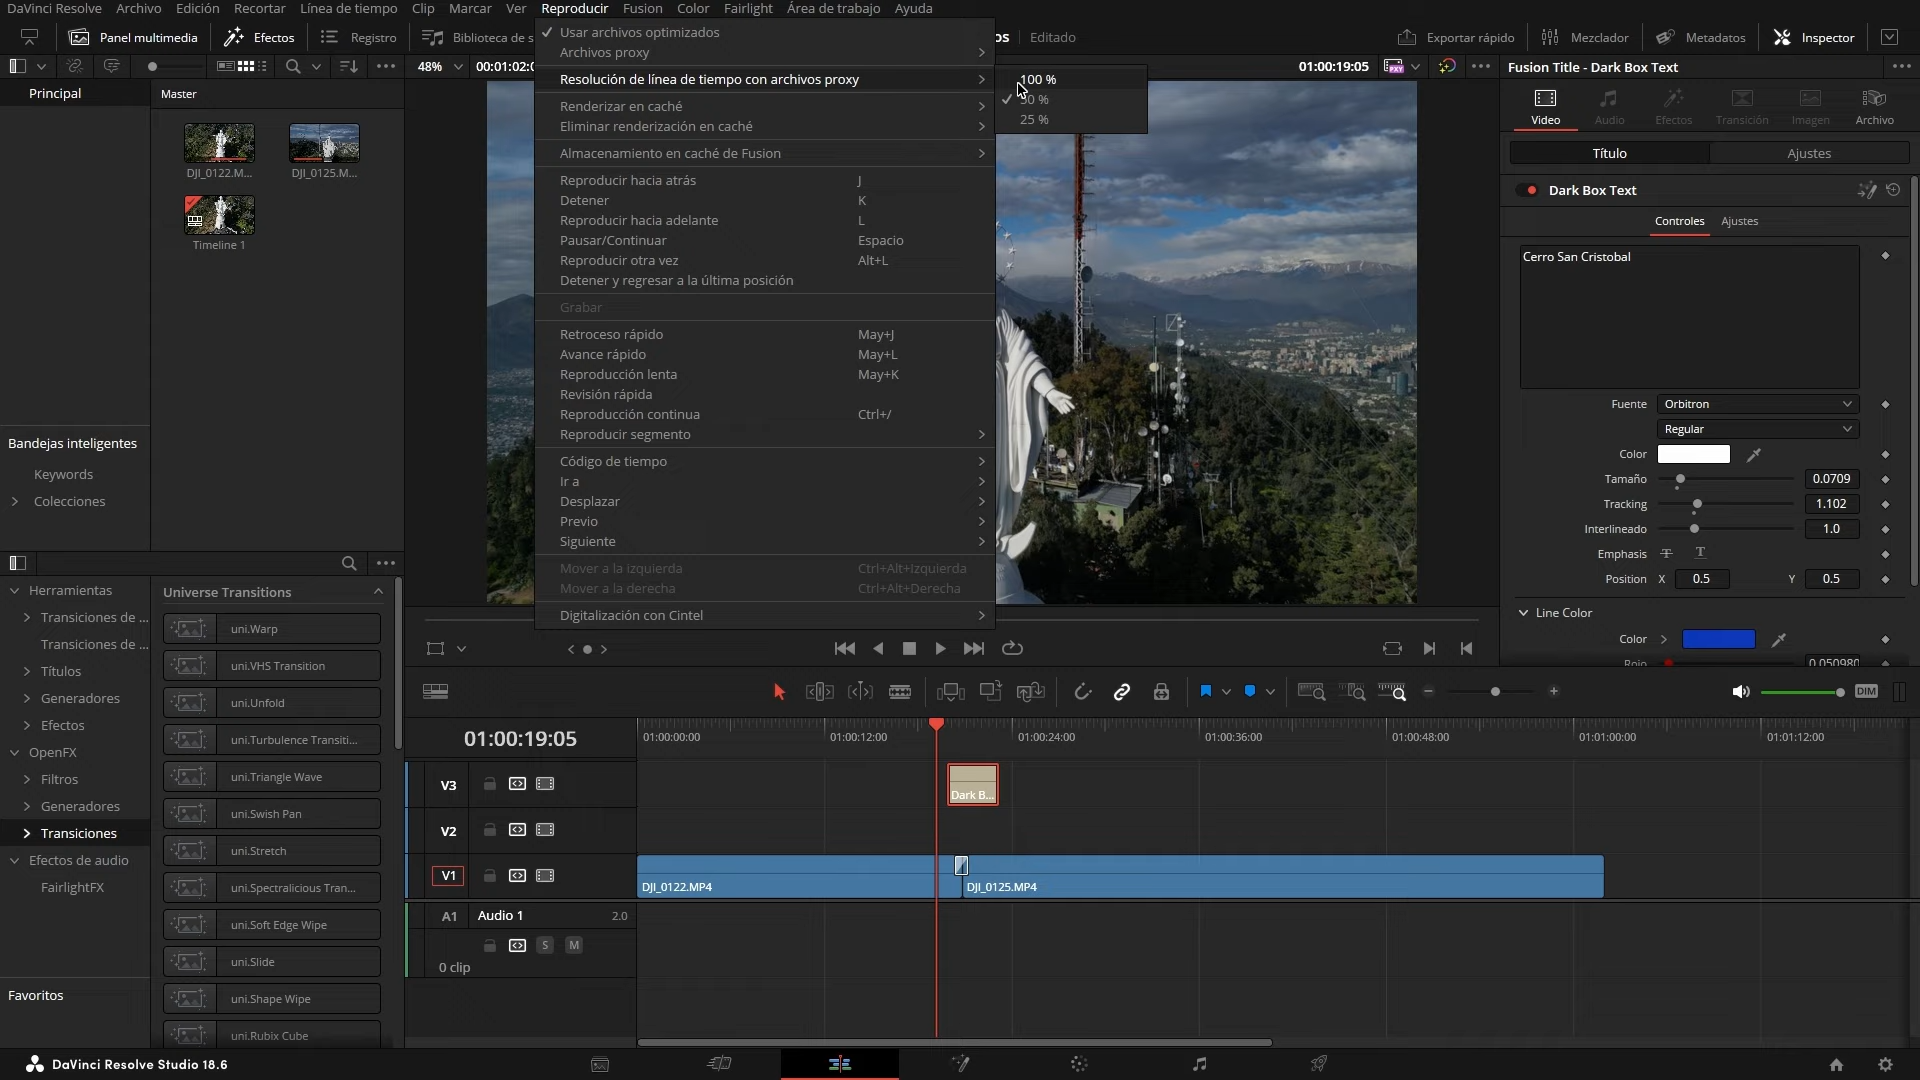 DaVinci Resolve Archivo Edición Recortar Línea de tiempo Clip Marcar Ver Reproducir Fusion Color Fairlight Área de trabajo Ayuda
Panel multimedia Efectos Registro Biblioteca de s
os Editado Exportar rápido Mezclador Metadatos Inspector
48% 00:01:02:0
01:00:19:05
Fusion Title - Dark Box Text
Principal
Master
DJI_0122.M...
DJI_0125.M...
Timeline 1
Bandejas inteligentes
Keywords
Colecciones
Usar archivos optimizados
Archivos proxy
Resolución de línea de tiempo con archivos proxy
Renderizar en caché
Eliminar renderización en caché
Almacenamiento en caché de Fusion
Reproducir hacia atrás J
Detener K
Reproducir hacia adelante L
Pausar/Continuar Espacio
Reproducir otra vez Alt+L
Detener y regresar a la última posición
Grabar
Retroceso rápido May+J
Avance rápido May+L
Reproducción lenta May+K
Revisión rápida
Reproducción continua Ctrl+/
Reproducir segmento
Código de tiempo
Ir a
Desplazar
Previo
Siguiente
Mover a la izquierda Ctrl+Alt+Izquierda
Mover a la derecha Ctrl+Alt+Derecha
Digitalización con Cintel
100 %
50 %
25 %
Video Audio Efectos Transición Imagen Archivo
Título Ajustes
Dark Box Text
Controles Ajustes
Cerro San Cristobal
Fuente Orbitron
Regular
Color
Tamaño 0.0709
Tracking 1.102
Interlineado 1.0
Emphasis T T
Position X 0.5 Y 0.5
Line Color
Color
Rojo 0.050980
Herramientas
Transiciones de ...
Transiciones de ...
Títulos
Generadores
Efectos
OpenFX
Filtros
Generadores
Transiciones
Efectos de audio
FairlightFX
Favoritos
Universe Transitions
uni.Warp
uni.VHS Transition
uni.Unfold
uni.Turbulence Transiti...
uni.Triangle Wave
uni.Swish Pan
uni.Stretch
uni.Spectralicious Tran...
uni.Soft Edge Wipe
uni.Slide
uni.Shape Wipe
uni.Rubix Cube
DIM
01:00:19:05
01:00:00:00 01:00:12:00 01:00:24:00 01:00:36:00 01:00:48:00 01:01:00:00 01:01:12:00
V3
Dark B...
V2
V1
DJI_0122.MP4 DJI_0125.MP4
A1 Audio 1 2.0
S M
0 clip
DaVinci Resolve Studio 18.6